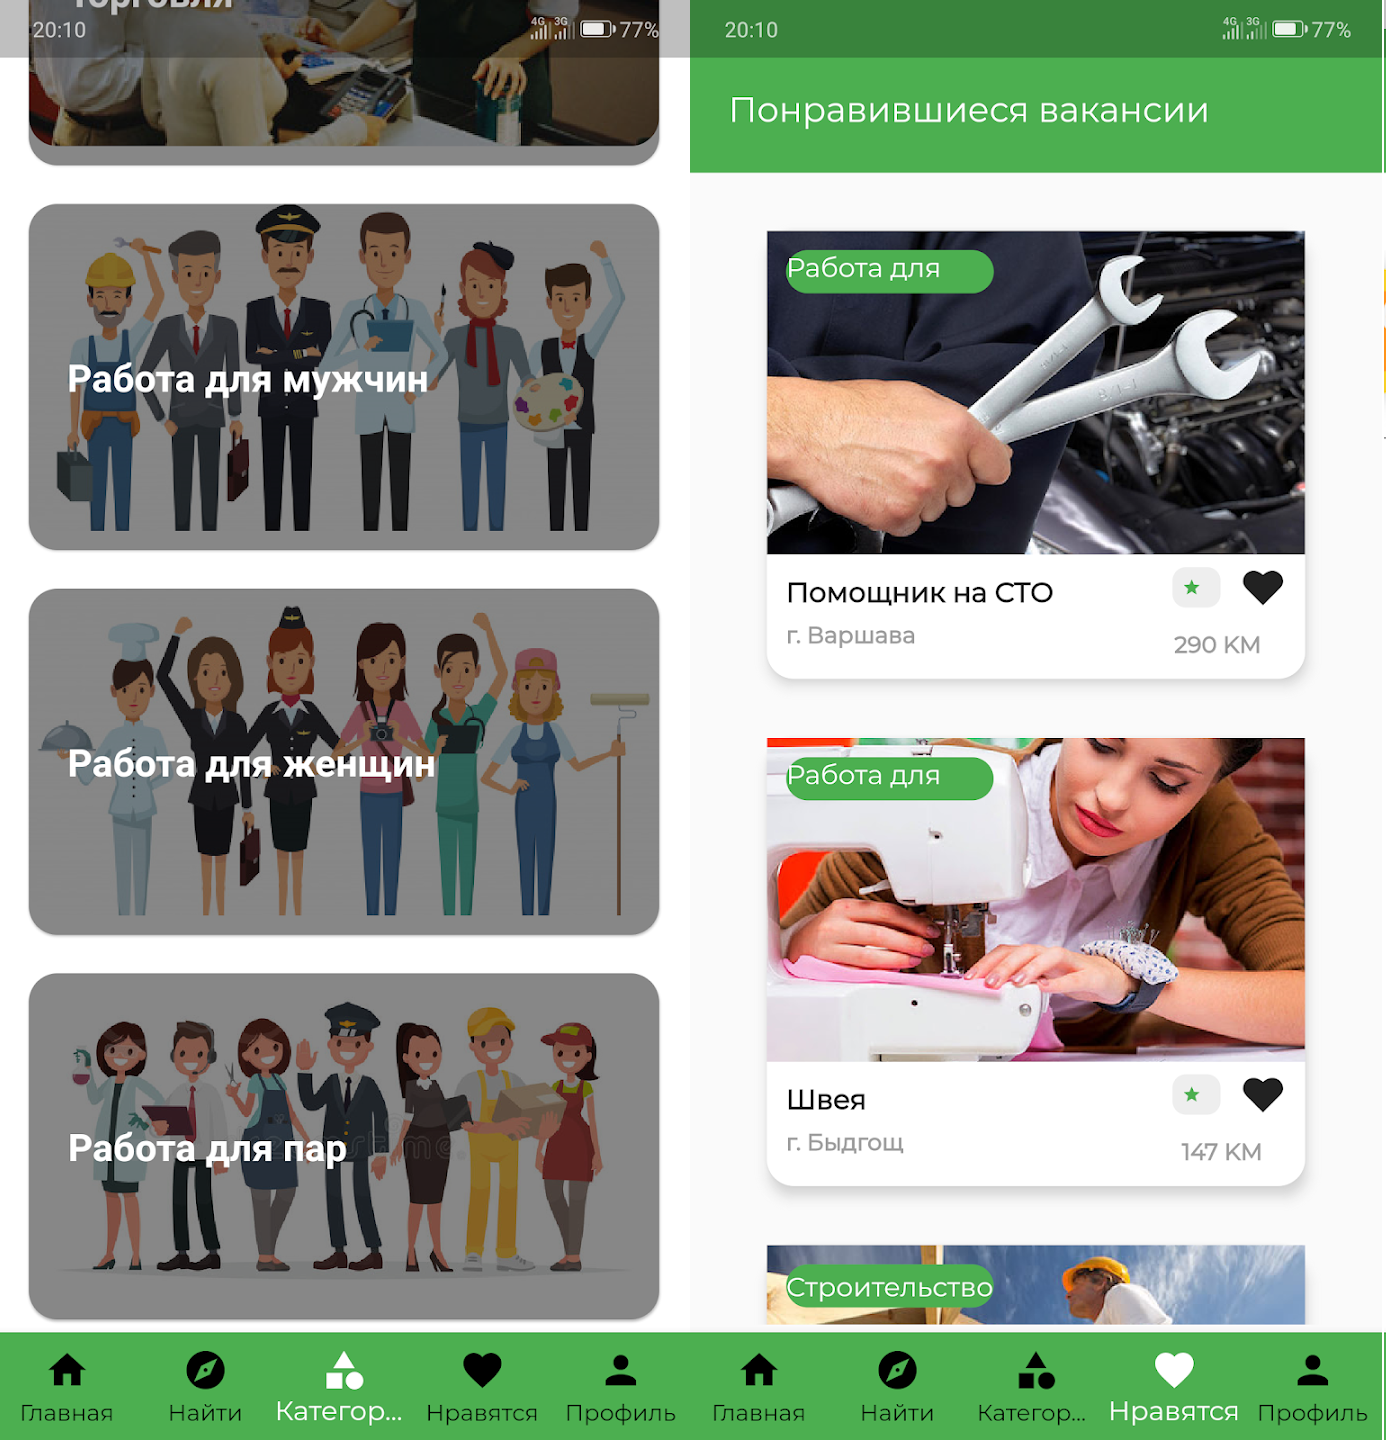 Торговля
20:10
4G 3G 77%
Работа для мужчин
Работа для женщин
Работа для пар
Главная
Найти
Категор...
Нравятся
Профиль
20:10
4G 3G 77%
Понравившиеся вакансии
Работа для
Помощник на СТО
г. Варшава
290 KM
Работа для
Швея
г. Быдгощ
147 KM
Строительство
Главная
Найти
Категор...
Нравятся
Профиль